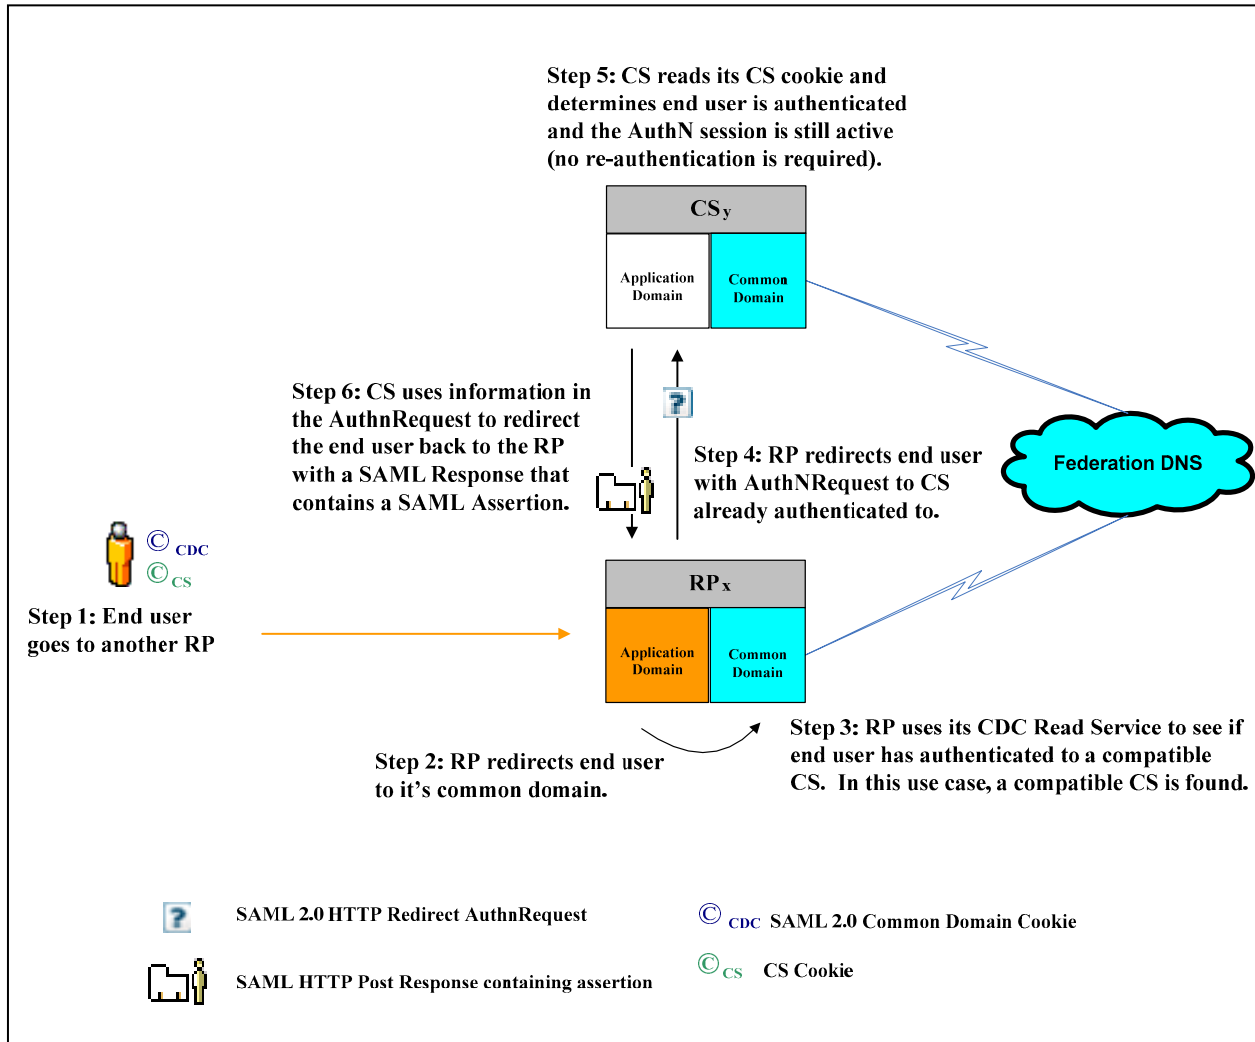 Step 5: CS reads its CS cookie and
determines end user is authenticated
and the AuthN session is still active
(no re-authentication is required).
CSy
Application
Domain
Common
Domain
Step 6: CS uses information in
the AuthnRequest to redirect
the end user back to the RP
with a SAML Response that
contains a SAML Assertion.
?
Step 4: RP redirects end user
with AuthNRequest to CS
already authenticated to.
Federation DNS
© CDC
© CS
Step 1: End user
goes to another RP
RPx
Application
Domain
Common
Domain
Step 2: RP redirects end user
to it's common domain.
Step 3: RP uses its CDC Read Service to see if
end user has authenticated to a compatible
CS. In this use case, a compatible CS is found.
? SAML 2.0 HTTP Redirect AuthnRequest
© CDC SAML 2.0 Common Domain Cookie
SAML HTTP Post Response containing assertion
© CS CS Cookie